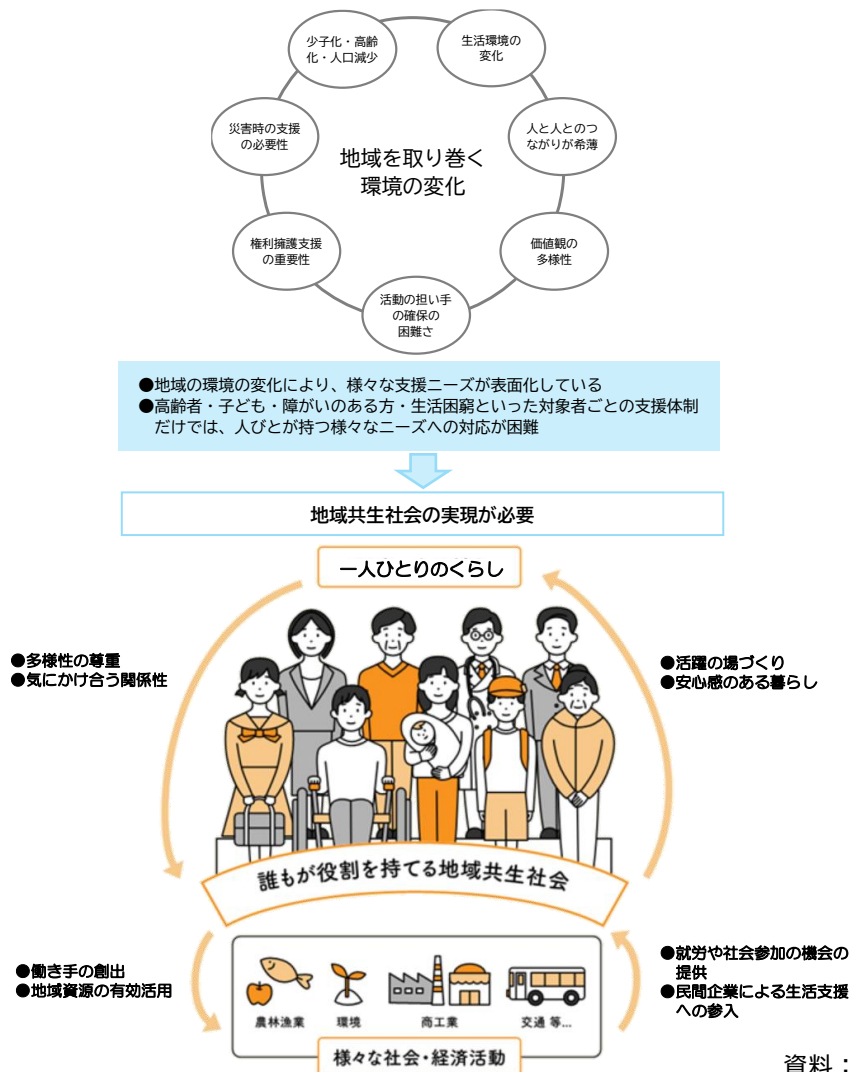 少子化・高齢
化・人口減少
生活環境の
変化
災害時の支援
の必要性
人と人とのつ
ながりが希薄
地域を取り巻く
環境の変化
権利擁護支援
の重要性
価値観の
多様性
活動の担い手
の確保の
困難さ
●地域の環境の変化により、様々な支援ニーズが表面化している
●高齢者・子ども・障がいのある方・生活困窮といった対象者ごとの支援体制
だけでは、人びとが持つ様々なニーズへの対応が困難
地域共生社会の実現が必要
一人ひとりのくらし
●多様性の尊重
●気にかけ合う関係性
●活躍の場づくり
●安心感のある暮らし
誰もが役割を持てる地域共生社会
●働き手の創出
●地域資源の有効活用
●就労や社会参加の機会の
提供
●民間企業による生活支援
への参入
農林漁業
環境
商工業
交通 等...
様々な社会・経済活動
資料：